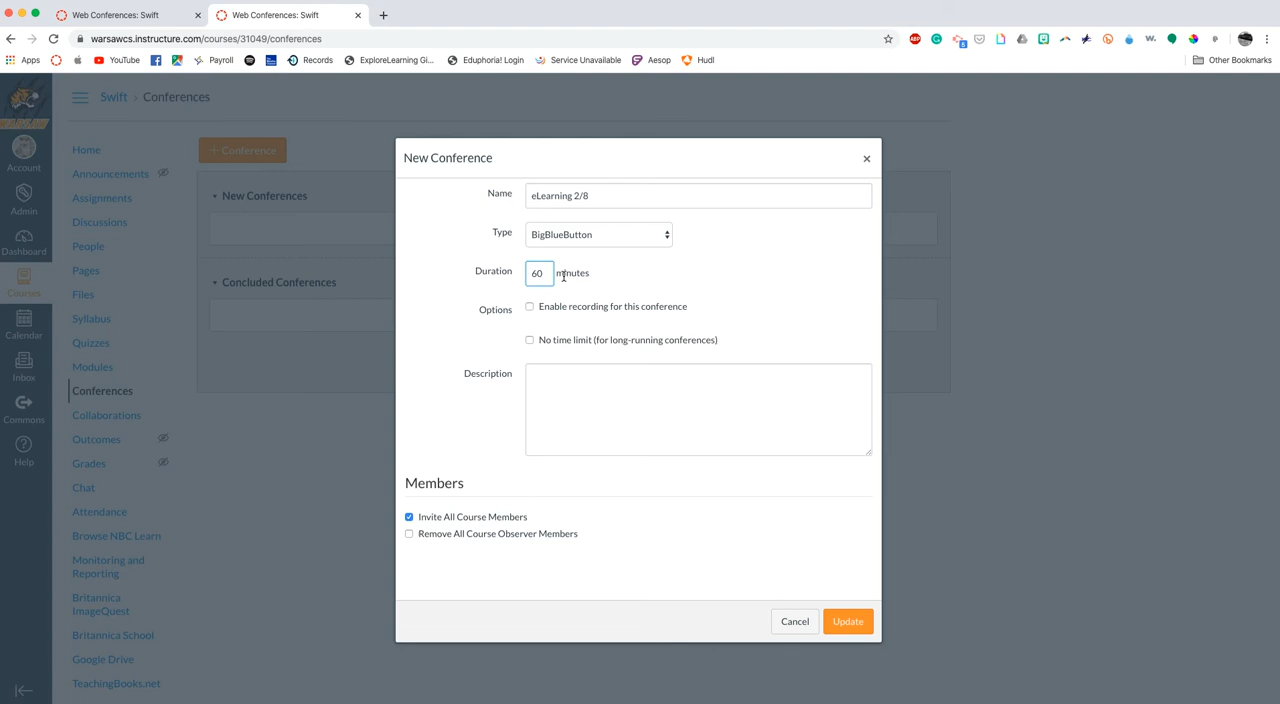 Web Conferences: Swift
Web Conferences: Swift
warsawcs.instructure.com/courses/31049/conferences
Apps YouTube Payroll Records ExploreLearning Gi... Eduphoria! Login Service Unavailable Aesop Hudl Other Bookmarks
Swift › Conferences
Account
Admin
Dashboard
Courses
Calendar
Inbox
Commons
Help
Home
Announcements
Assignments
Discussions
People
Pages
Files
Syllabus
Quizzes
Modules
Conferences
Collaborations
Outcomes
Grades
Chat
Attendance
Browse NBC Learn
Monitoring and
Reporting
Britannica
ImageQuest
Britannica School
Google Drive
TeachingBooks.net
+ Conference
New Conferences
Concluded Conferences
New Conference
Name eLearning 2/8
Type BigBlueButton
Duration 60 minutes
Options Enable recording for this conference
No time limit (for long-running conferences)
Description
Members
Invite All Course Members
Remove All Course Observer Members
Cancel Update